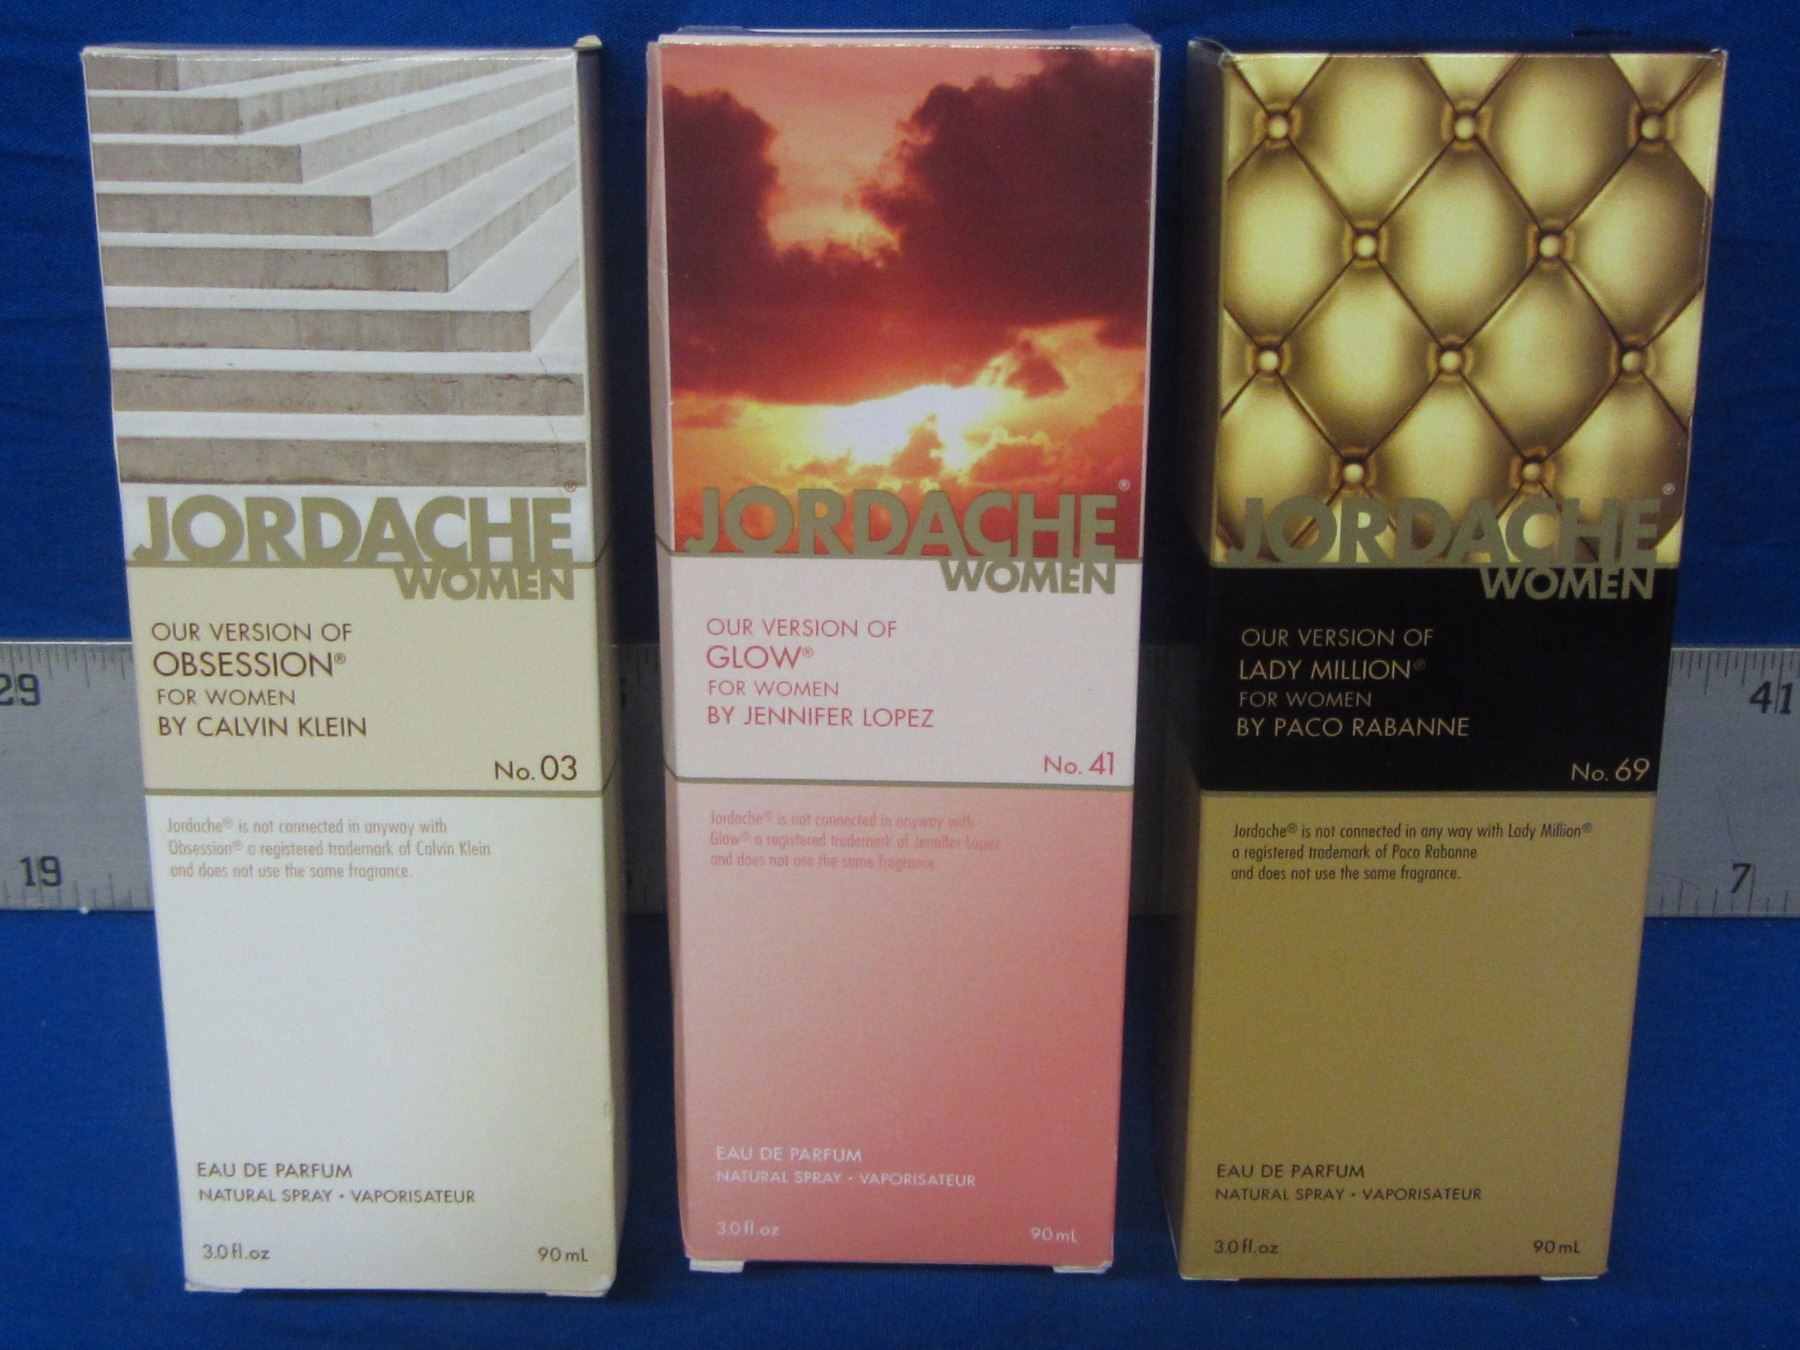 JORDACHE®
WOMEN
OUR VERSION OF
OBSESSION®
FOR WOMEN
BY CALVIN KLEIN
No. 03
Jordache® is not connected in anyway with
Obsession® a registered trademark of Calvin Klein
and does not use the same fragrance.
EAU DE PARFUM
NATURAL SPRAY • VAPORISATEUR
3.0 fl.oz 90 mL
JORDACHE®
WOMEN
OUR VERSION OF
GLOW®
FOR WOMEN
BY JENNIFER LOPEZ
No. 41
Jordache® is not connected in anyway with
Glow® a registered trademark of Jennifer Lopez
and does not use the same fragrance.
EAU DE PARFUM
NATURAL SPRAY • VAPORISATEUR
3.0 fl.oz 90 mL
JORDACHE®
WOMEN
OUR VERSION OF
LADY MILLION®
FOR WOMEN
BY PACO RABANNE
No. 69
Jordache® is not connected in any way with Lady Million®
a registered trademark of Paco Rabanne
and does not use the same fragrance.
EAU DE PARFUM
NATURAL SPRAY • VAPORISATEUR
3.0 fl.oz 90 mL
29
19
41
7